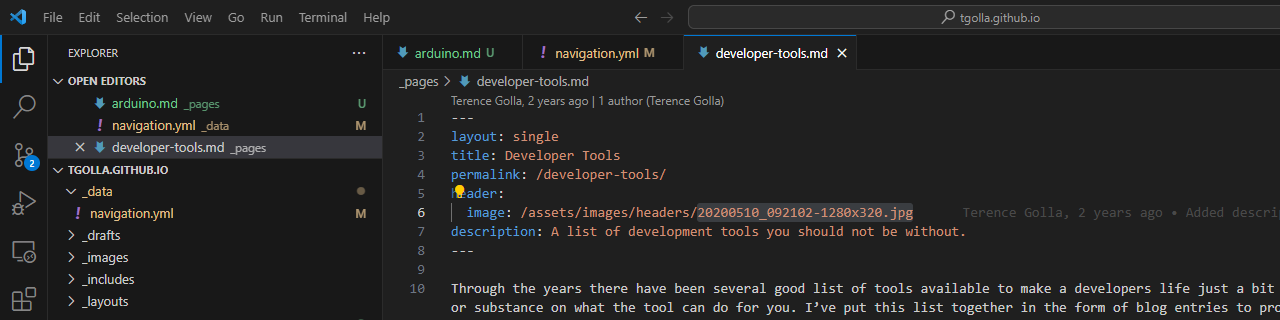 File Edit Selection View Go Run Terminal Help
tgolla.github.io
EXPLORER
OPEN EDITORS
arduino.md _pages U
navigation.yml _data M
developer-tools.md _pages
TGOLLA.GITHUB.IO
_data
navigation.yml M
_drafts
_images
_includes
_layouts
2
arduino.md U
navigation.yml M
developer-tools.md
_pages > developer-tools.md
Terence Golla, 2 years ago | 1 author (Terence Golla)
1 ---
2 layout: single
3 title: Developer Tools
4 permalink: /developer-tools/
5 header:
6 image: /assets/images/headers/20200510_092102-1280x320.jpg Terence Golla, 2 years ago • Added descri
7 description: A list of development tools you should not be without.
8 ---
9
10 Through the years there have been several good list of tools available to make a developers life just a bit
or substance on what the tool can do for you. I’ve put this list together in the form of blog entries to pro